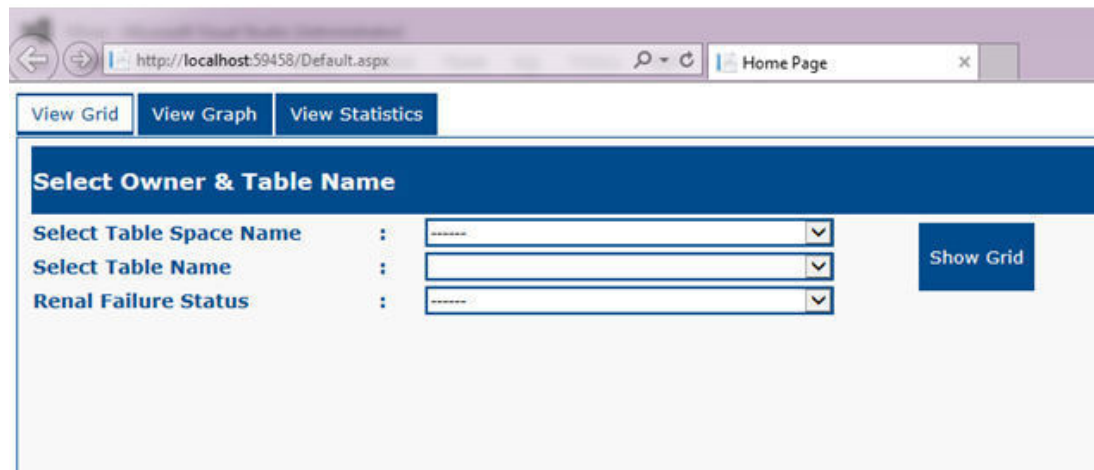 http://localhost:59458/Default.aspx
Home Page
View Grid View Graph View Statistics
Select Owner & Table Name
Select Table Space Name : ------
Show Grid
Select Table Name :
Renal Failure Status : ------